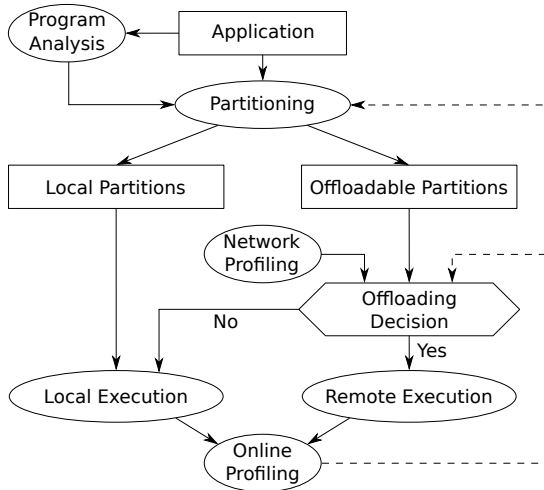 Program
Analysis
Application
Partitioning
Local Partitions
Offloadable Partitions
Network
Profiling
Offloading
Decision
No
Yes
Local Execution
Remote Execution
Online
Profiling